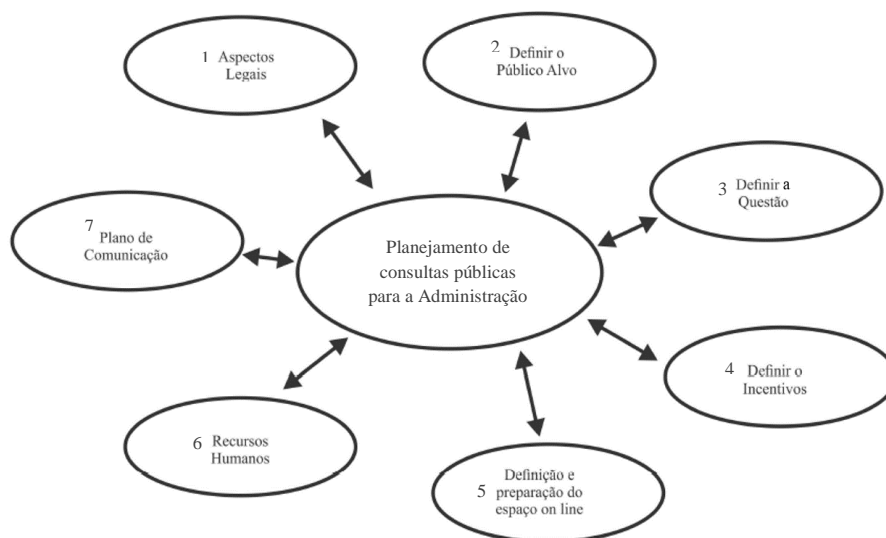 1 Aspectos
Legais
2 Definir o
Público Alvo
3 Definir a
Questão
4 Definir o
Incentivos
5 Definição e
preparação do
espaço on line
6 Recursos
Humanos
7 Plano de
Comunicação
Planejamento de
consultas públicas
para a Administração